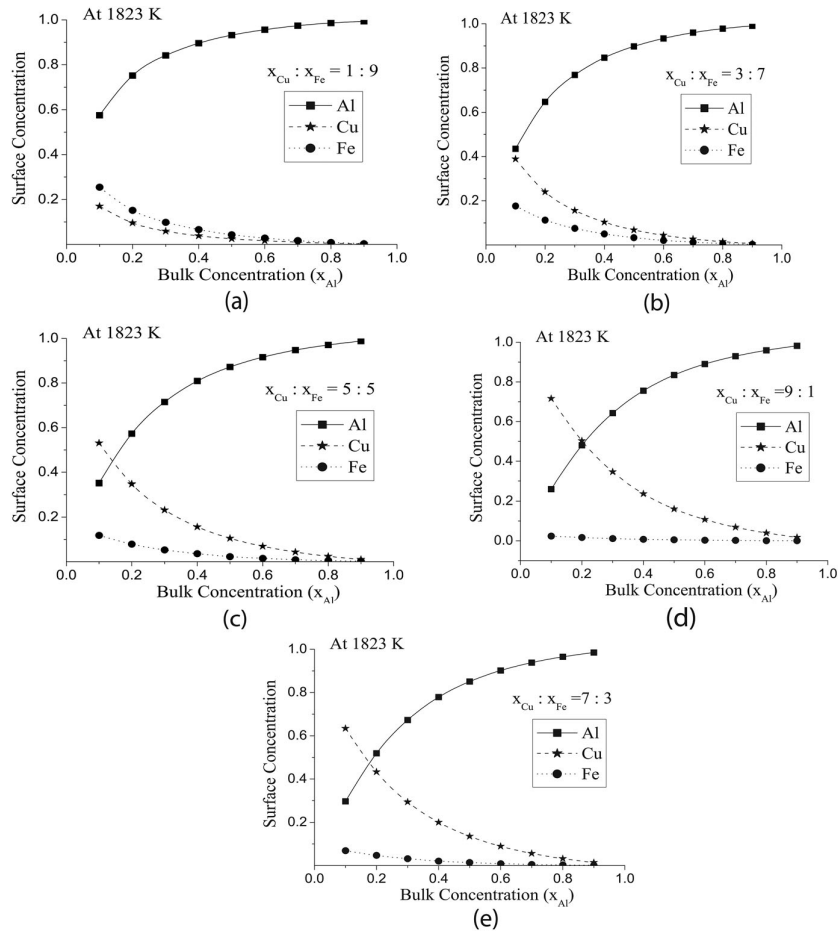 At 1823 K
1.0
0.8
0.6
0.4
0.2
0.0 0.2 0.4 0.6 0.8 1.0
Surface Concentration
Bulk Concentration (x_Al)
x_Cu : x_Fe = 1 : 9
Al
Cu
Fe
(a)
At 1823 K
1.0
0.8
0.6
0.4
0.2
0.0 0.2 0.4 0.6 0.8 1.0
Surface Concentration
Bulk Concentration (x_Al)
x_Cu : x_Fe = 3 : 7
Al
Cu
Fe
(b)
At 1823 K
1.0
0.8
0.6
0.4
0.2
0.0 0.2 0.4 0.6 0.8 1.0
Surface Concentration
Bulk Concentration (x_Al)
x_Cu : x_Fe = 5 : 5
Al
Cu
Fe
(c)
At 1823 K
1.0
0.8
0.6
0.4
0.2
0.0
0.0 0.2 0.4 0.6 0.8 1.0
Surface Concentration
Bulk Concentration (x_Al)
x_Cu : x_Fe =9 : 1
Al
Cu
Fe
(d)
At 1823 K
1.0
0.8
0.6
0.4
0.2
0.0 0.2 0.4 0.6 0.8 1.0
Surface Concentration
Bulk Concentration (x_Al)
x_Cu : x_Fe =7 : 3
Al
Cu
Fe
(e)